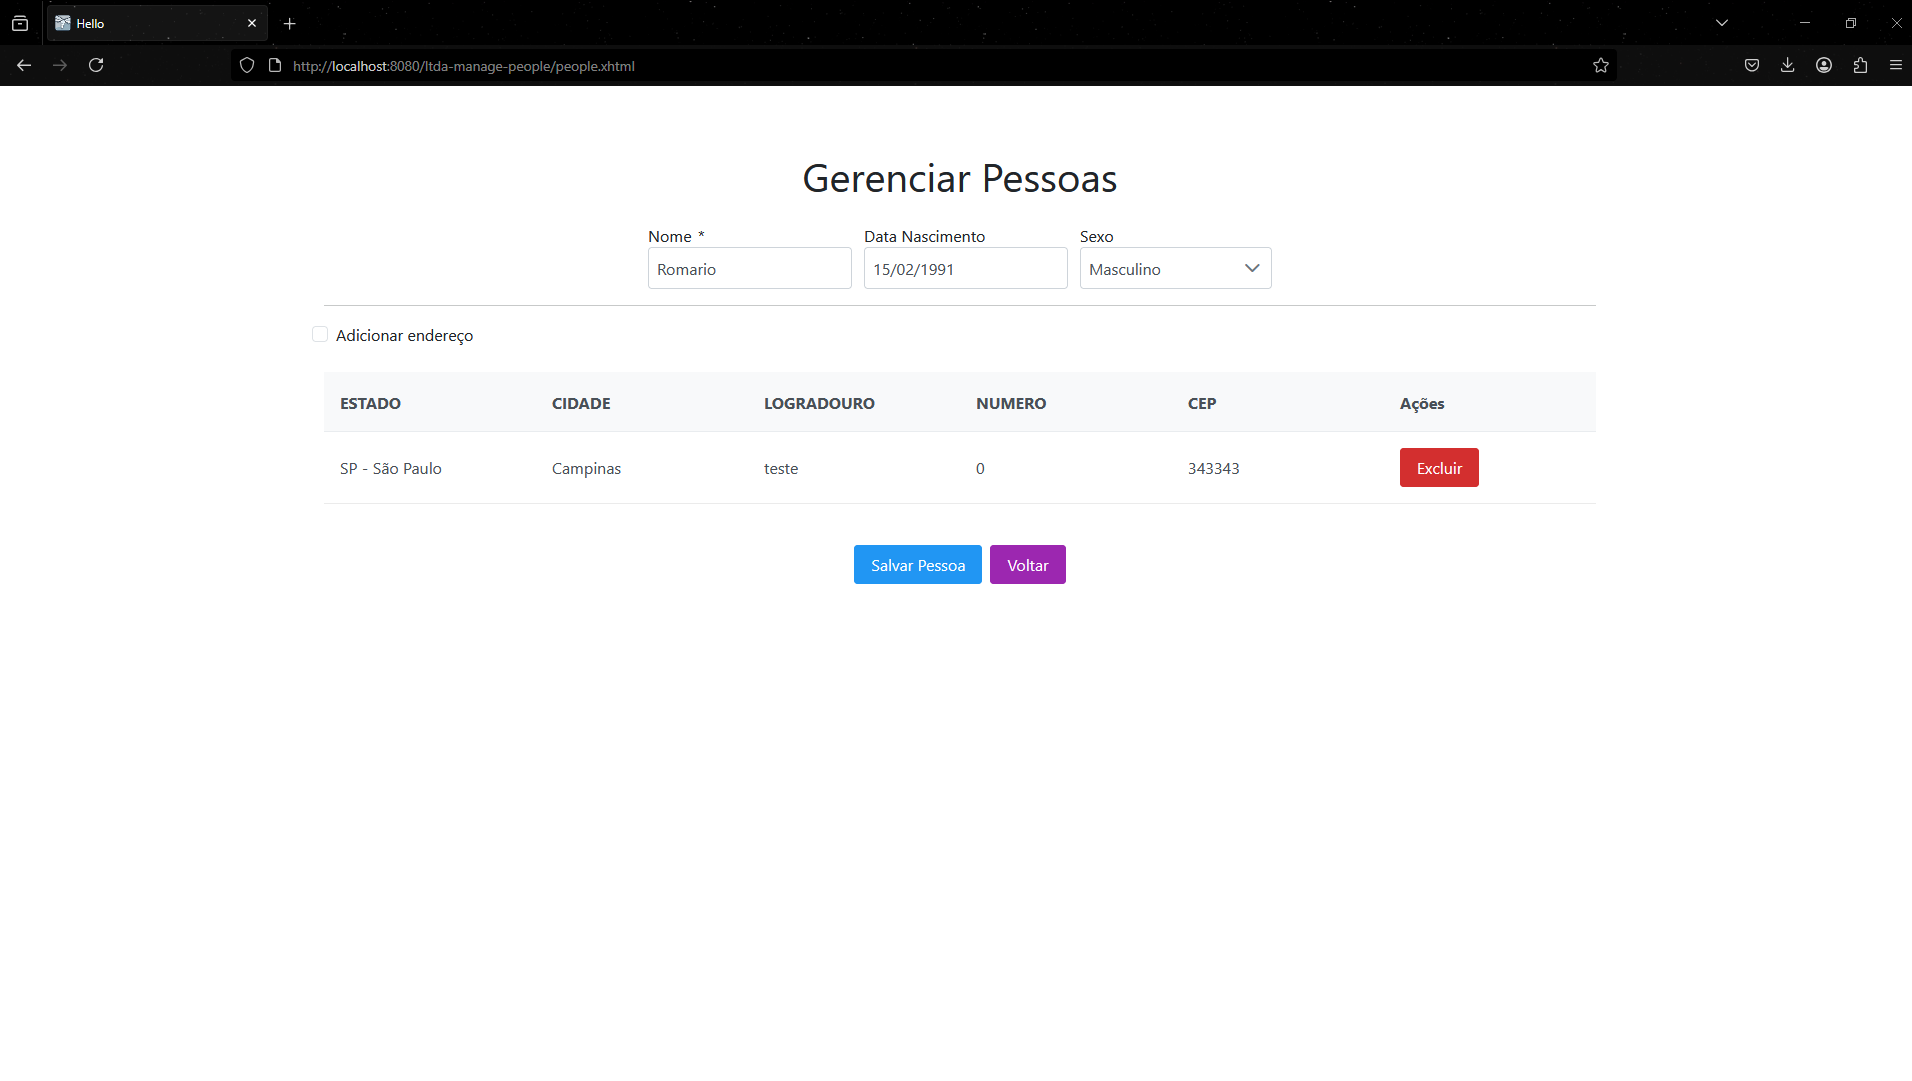 Hello
http://localhost:8080/ltda-manage-people/people.xhtml
Gerenciar Pessoas
Nome * Data Nascimento Sexo
Romario 15/02/1991 Masculino
Adicionar endereço
ESTADO CIDADE LOGRADOURO NUMERO CEP Ações
SP - São Paulo Campinas teste 0 343343 Excluir
Salvar Pessoa Voltar